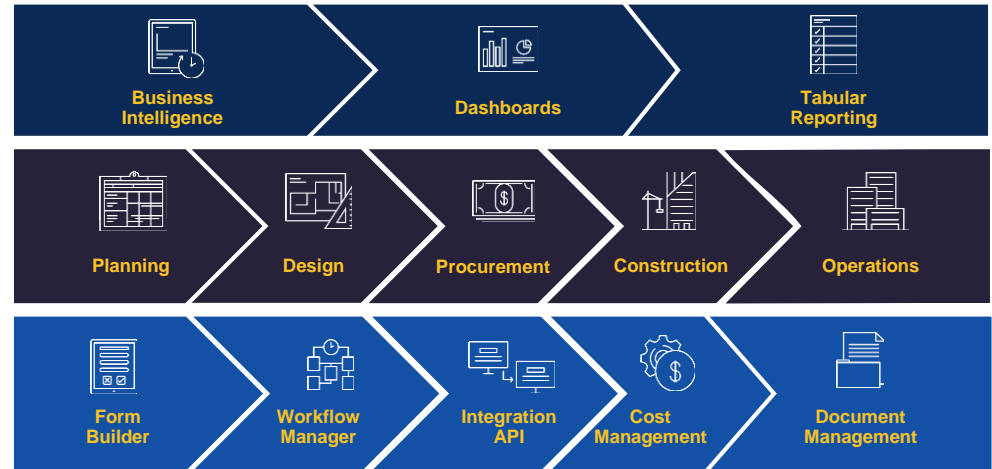 Business
Intelligence
Dashboards
Tabular
Reporting
Planning
Design
Procurement
Construction
Operations
Form
Builder
Workflow
Manager
Integration
API
Cost
Management
Document
Management